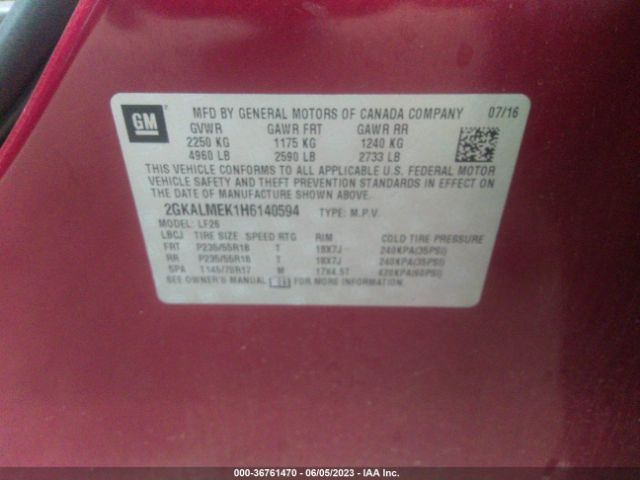 GM
MFD BY GENERAL MOTORS OF CANADA COMPANY 07/16
GVWR GAWR FRT GAWR RR
2250 KG 1175 KG 1240 KG
4960 LB 2590 LB 2733 LB
THIS VEHICLE CONFORMS TO ALL APPLICABLE U.S. FEDERAL MOTOR
VEHICLE SAFETY AND THEFT PREVENTION STANDARDS IN EFFECT ON
THE DATE OF MANUFACTURE SHOWN ABOVE.
2GKALMEK1H6140594 TYPE: M.P.V.
MODEL: LF26
LBCJ TIRE SIZE SPEED RTG RIM COLD TIRE PRESSURE
FRT P235/55R18 T 18X7J 240KPA(35PSI)
RR P235/55R18 T 18X7J 240KPA(35PSI)
SPA T145/70R17 M 17X4.5T 420KPA(60PSI)
SEE OWNER'S MANUAL FOR MORE INFORMATION.
000-36761470 - 06/05/2023 - IAA Inc.